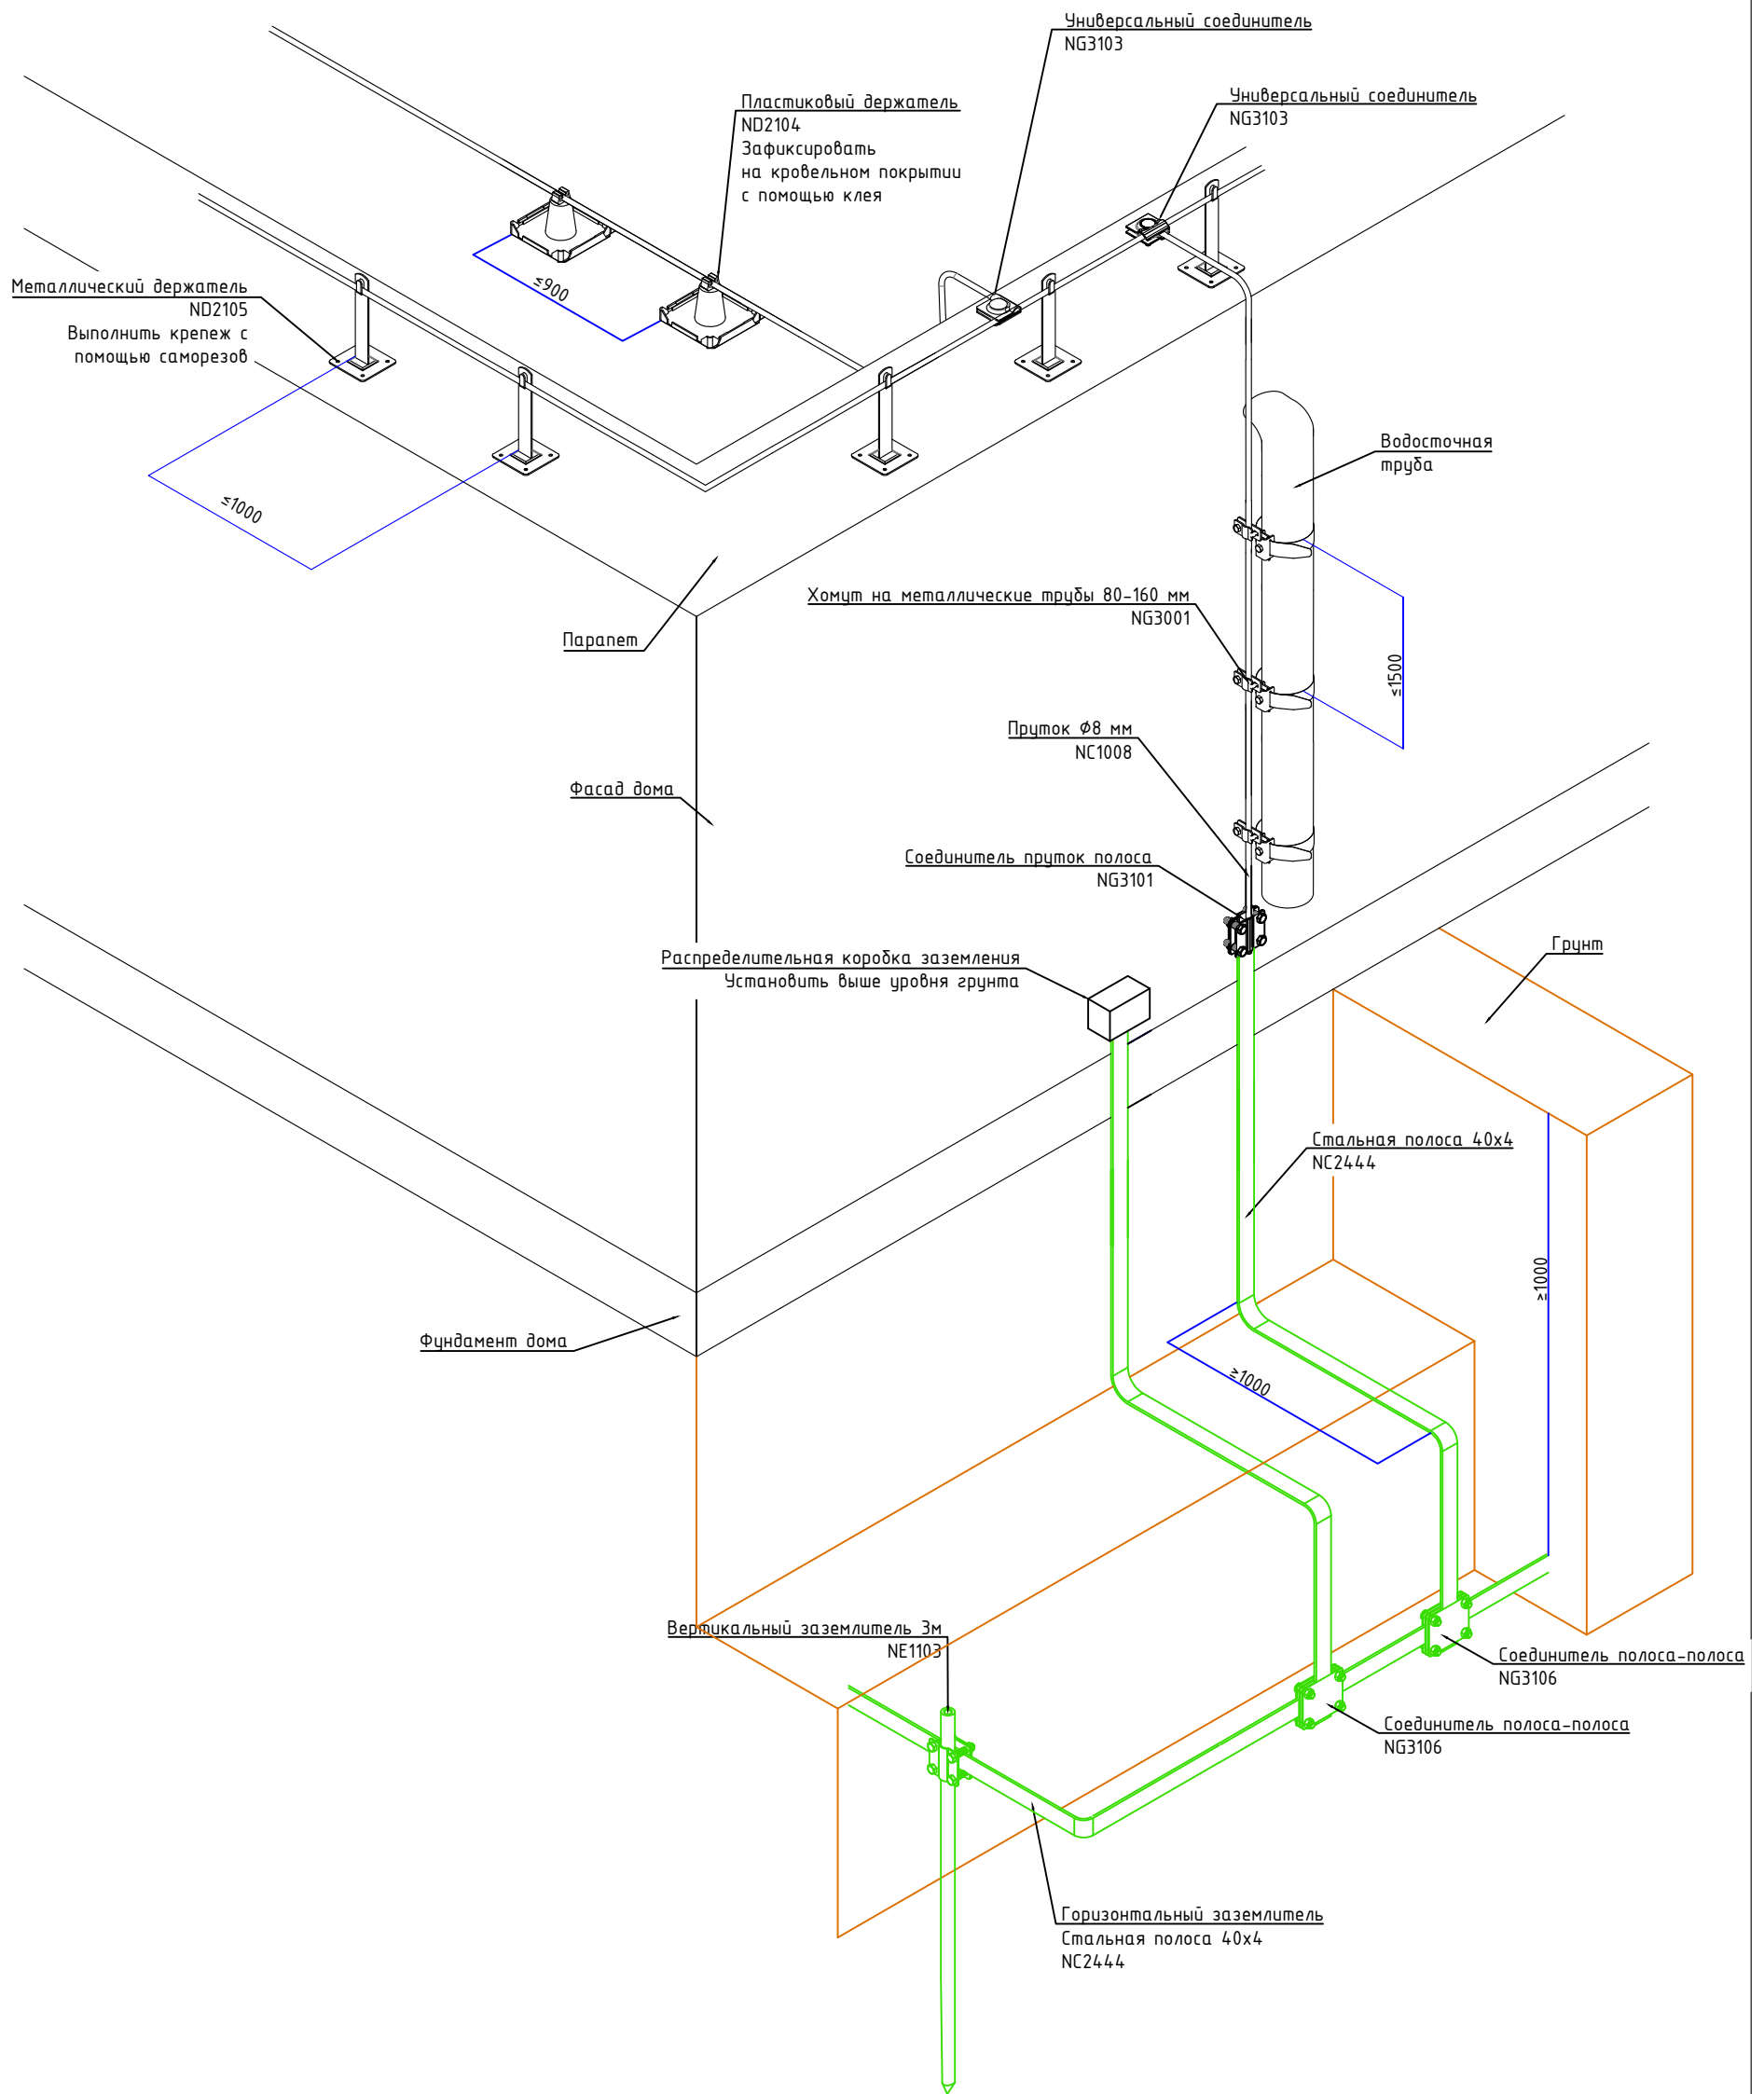 Универсальный соединитель
NG3103
Универсальный соединитель
NG3103
Пластиковый держатель
ND2104
Зафиксировать
на кровельном покрытии
с помощью клея
Металлический держатель
ND2105
Выполнить крепеж с
помощью саморезов
≤900
≤1000
Водосточная
труба
Хомут на металлические трубы 80-160 мм
NG3001
Парапет
≤1500
Пруток Ф8 мм
NC1008
Фасад дома
Соединитель пруток полоса
NG3101
Распределительная коробка заземления
Установить выше уровня грунта
Грунт
Стальная полоса 40х4
NC2444
≥1000
Фундамент дома
≥1000
Вертикальный заземлитель 3м
NE1103
Соединитель полоса-полоса
NG3106
Соединитель полоса-полоса
NG3106
Горизонтальный заземлитель
Стальная полоса 40х4
NC2444